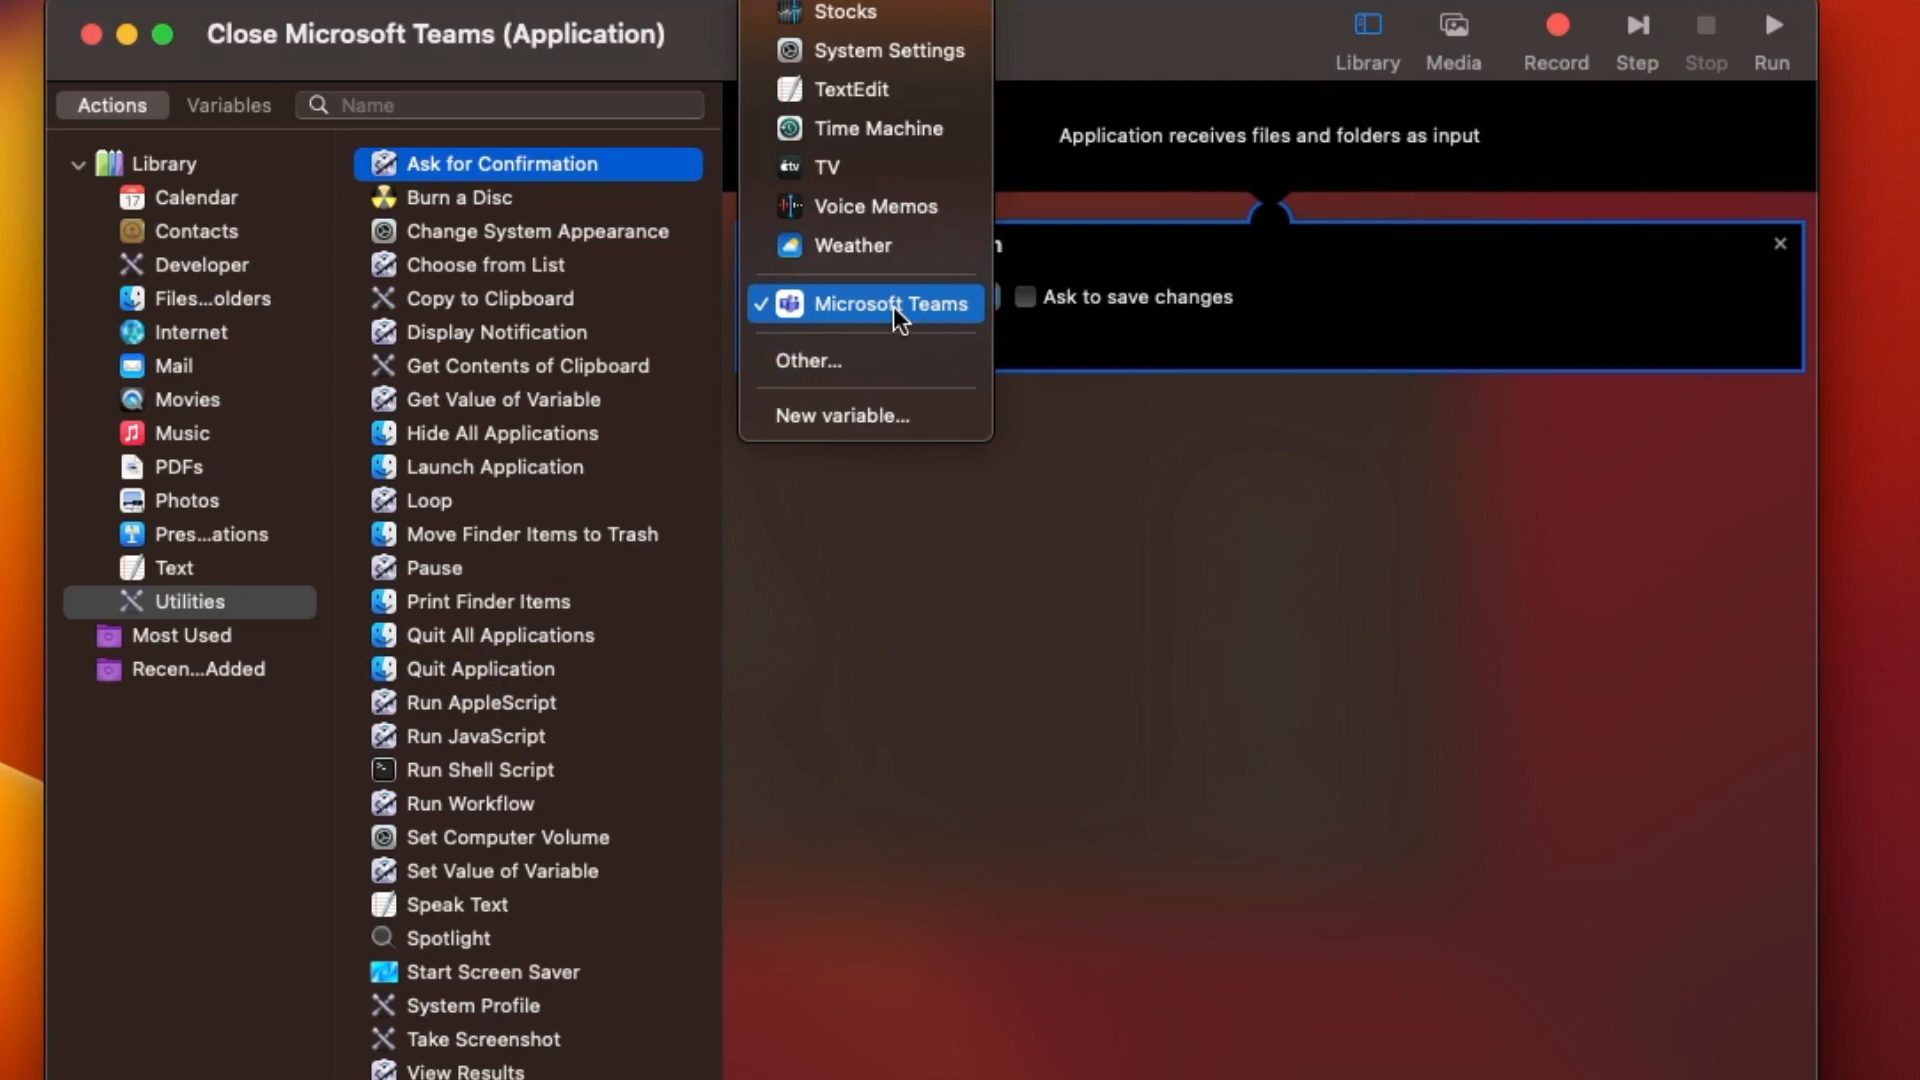 Close Microsoft Teams (Application)
Library
Media
Record
Step
Stop
Run
Actions
Variables
Name
Application receives files and folders as input
Library
Calendar
Contacts
Developer
Files...olders
Internet
Mail
Movies
Music
PDFs
Photos
Pres...ations
Text
Utilities
Most Used
Recen...Added
17
Ask for Confirmation
Burn a Disc
Change System Appearance
Choose from List
Copy to Clipboard
Display Notification
Get Contents of Clipboard
Get Value of Variable
Hide All Applications
Launch Application
Loop
Move Finder Items to Trash
Pause
Print Finder Items
Quit All Applications
Quit Application
Run AppleScript
Run JavaScript
Run Shell Script
Run Workflow
Set Computer Volume
Set Value of Variable
Speak Text
Spotlight
Start Screen Saver
System Profile
Take Screenshot
View Results
Stocks
System Settings
TextEdit
Time Machine
tv
TV
Voice Memos
Weather
Microsoft Teams
Other...
New variable...
n
Ask to save changes